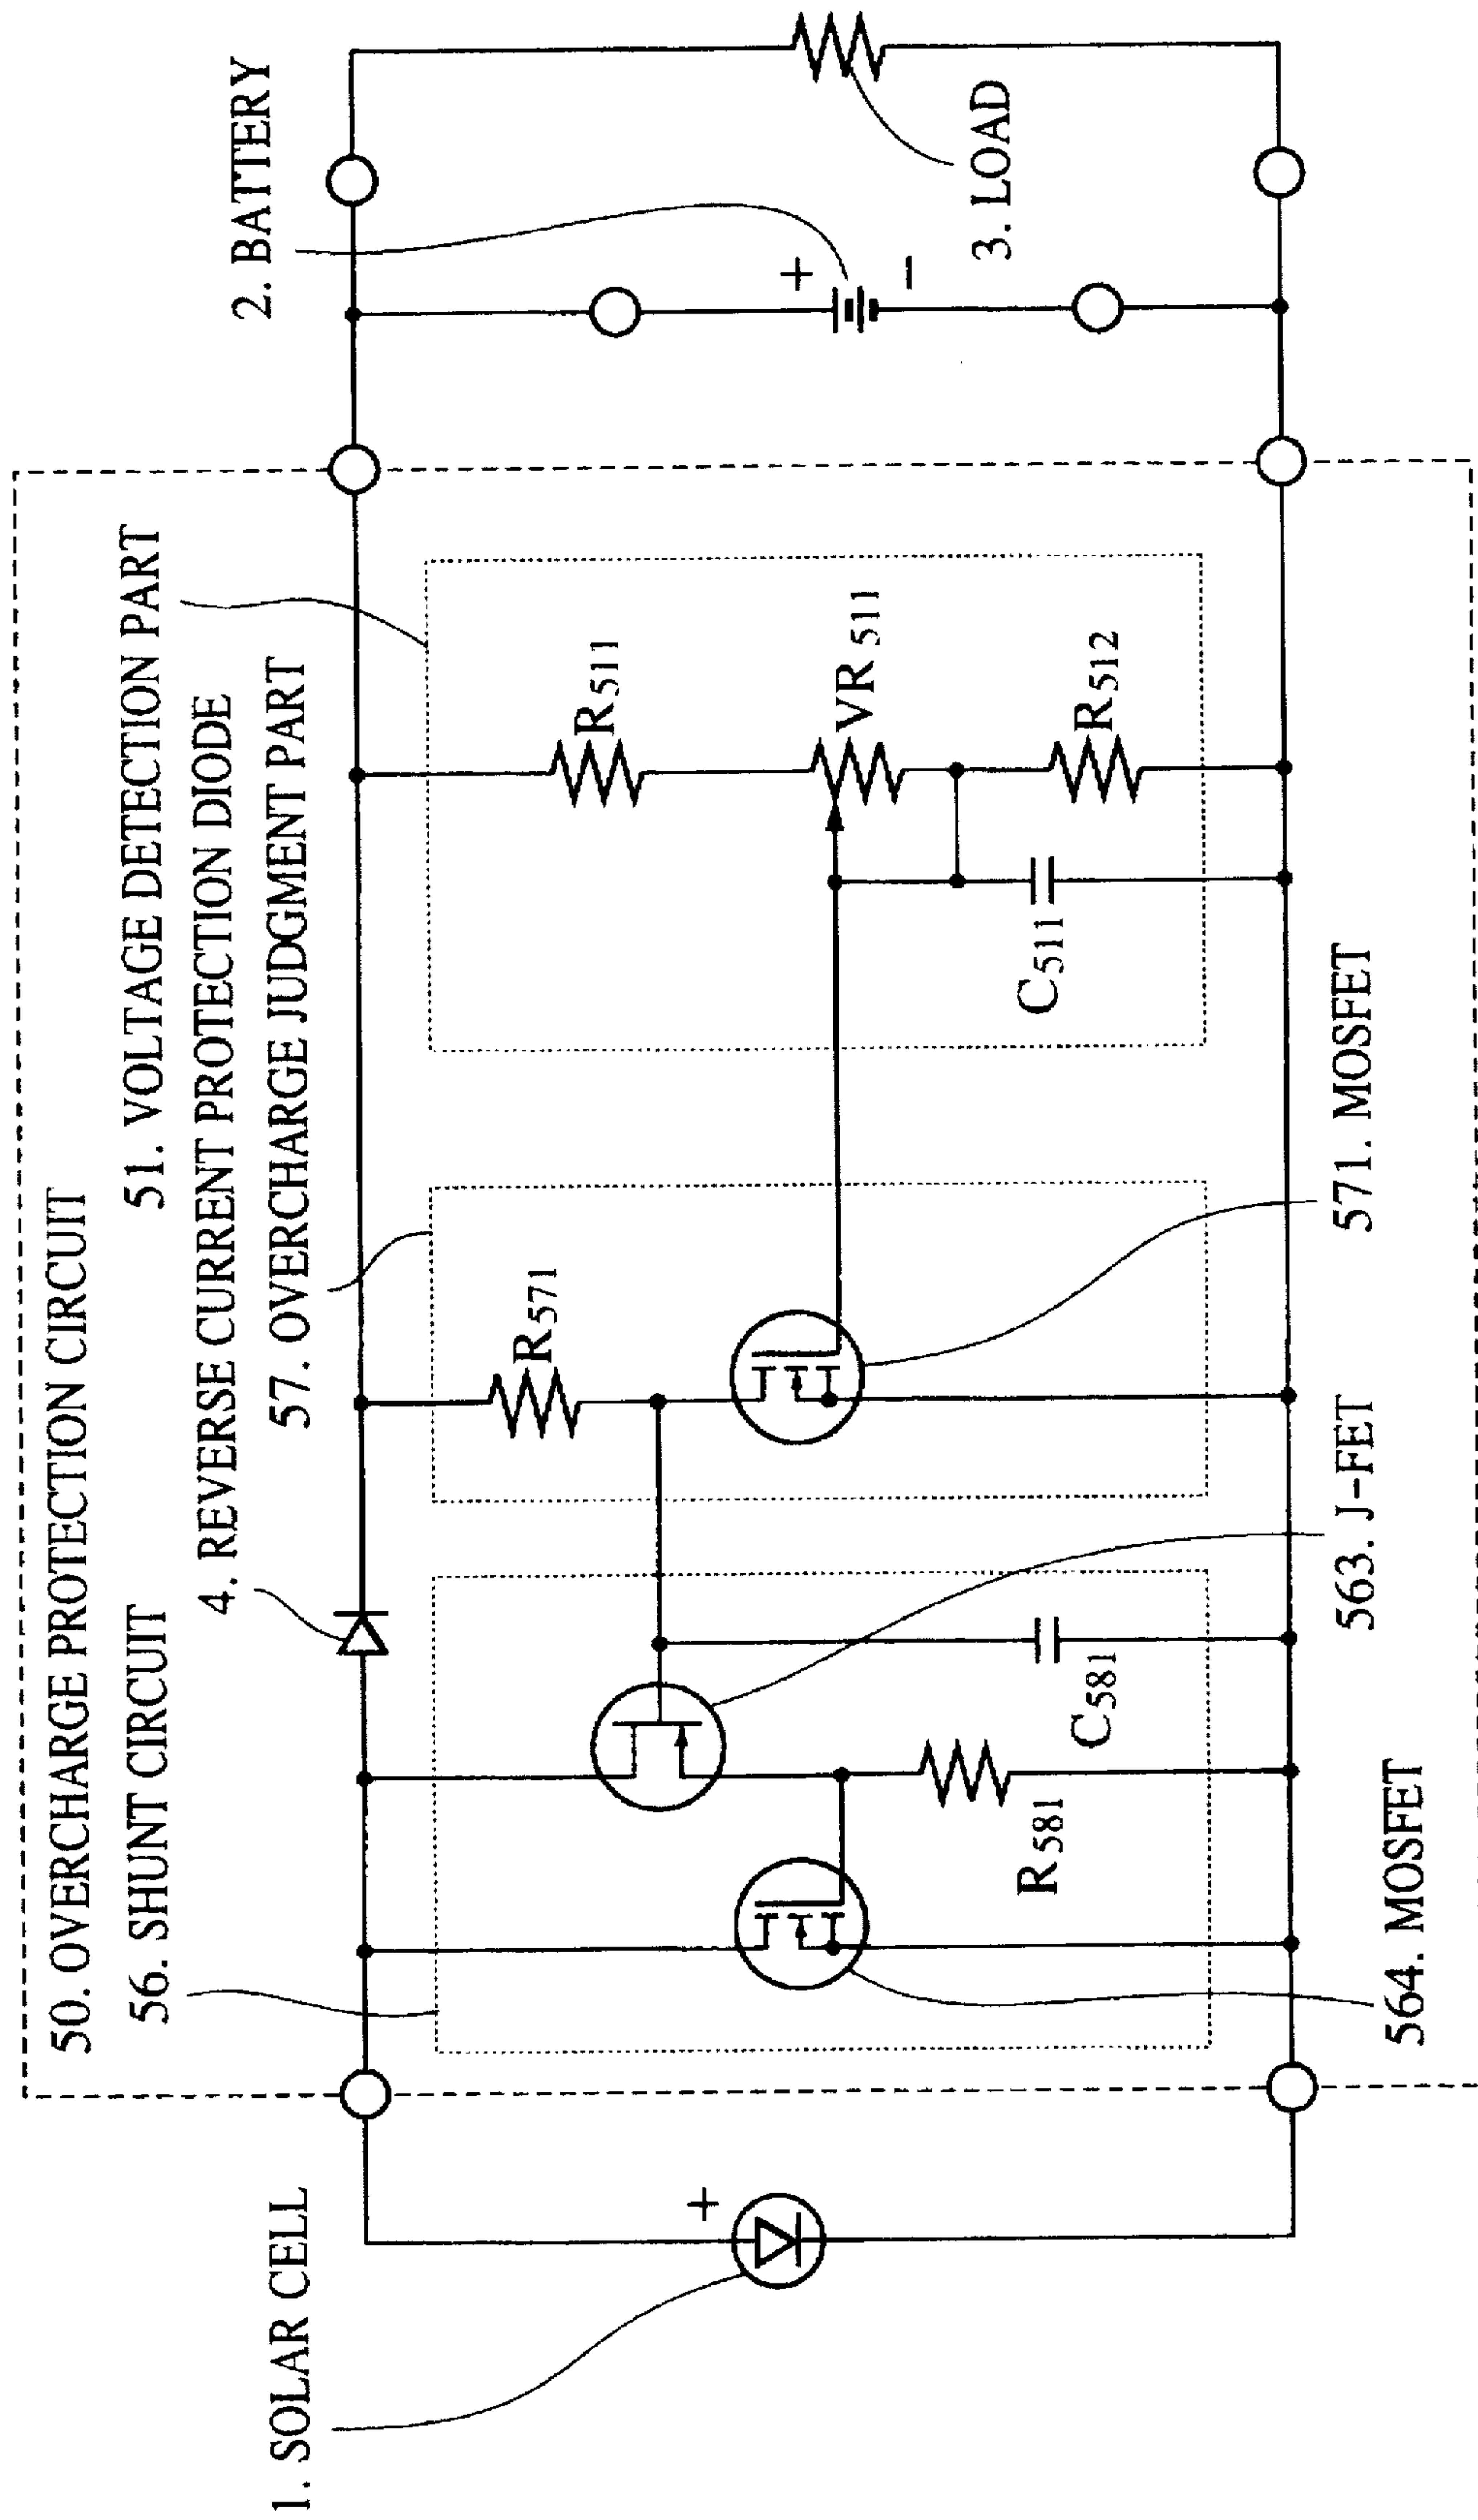 50. OVERCHARGE PROTECTION CIRCUIT
56. SHUNT CIRCUIT
51. VOLTAGE DETECTION PART
4. REVERSE CURRENT PROTECTION DIODE
57. OVERCHARGE JUDGMENT PART
2. BATTERY
1. SOLAR CELL
+
R571
R511
VR511
R512
C511
+
−
3. LOAD
R581
C581
564. MOSFET
563. J-FET
571. MOSFET